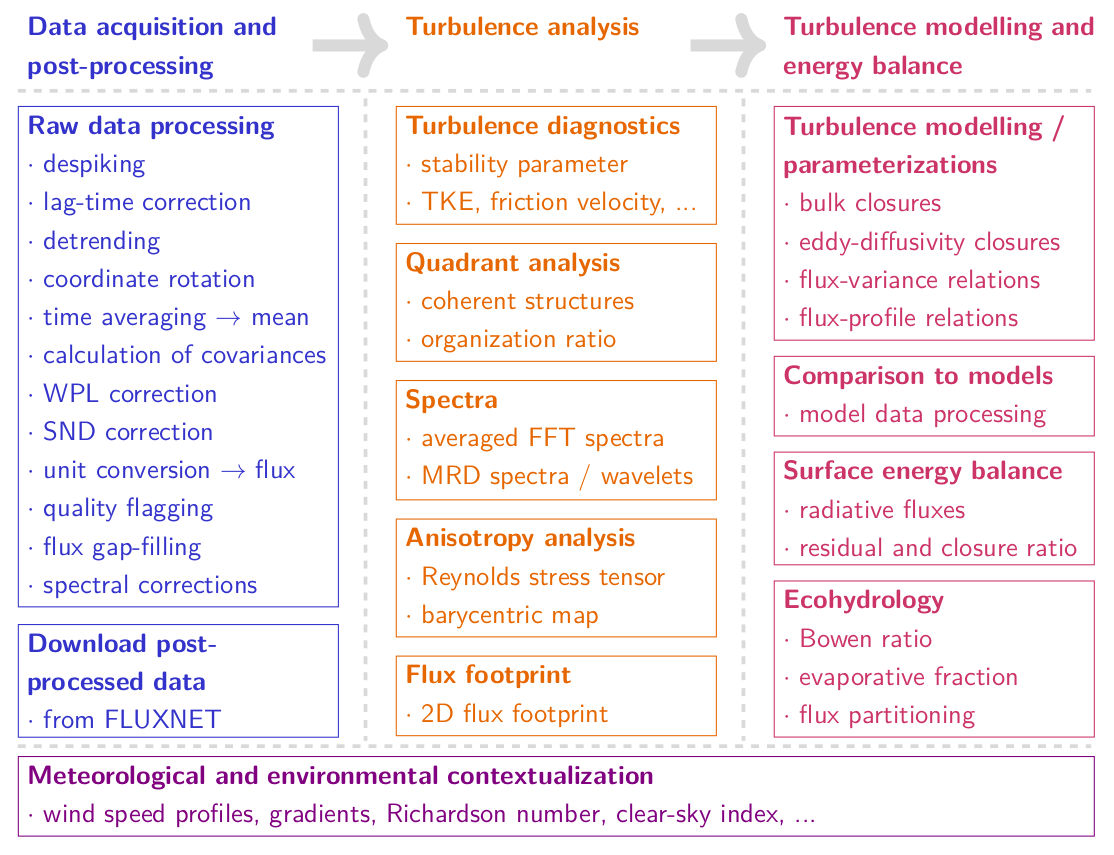 Data acquisition and
post-processing
Turbulence analysis
Turbulence modelling and
energy balance
Raw data processing
· despiking
· lag-time correction
· detrending
· coordinate rotation
· time averaging → mean
· calculation of covariances
· WPL correction
· SND correction
· unit conversion → flux
· quality flagging
· flux gap-filling
· spectral corrections
Download post-
processed data
· from FLUXNET
Turbulence diagnostics
· stability parameter
· TKE, friction velocity, ...
Quadrant analysis
· coherent structures
· organization ratio
Spectra
· averaged FFT spectra
· MRD spectra / wavelets
Anisotropy analysis
· Reynolds stress tensor
· barycentric map
Flux footprint
· 2D flux footprint
Turbulence modelling /
parameterizations
· bulk closures
· eddy-diffusivity closures
· flux-variance relations
· flux-profile relations
Comparison to models
· model data processing
Surface energy balance
· radiative fluxes
· residual and closure ratio
Ecohydrology
· Bowen ratio
· evaporative fraction
· flux partitioning
Meteorological and environmental contextualization
· wind speed profiles, gradients, Richardson number, clear-sky index, ...